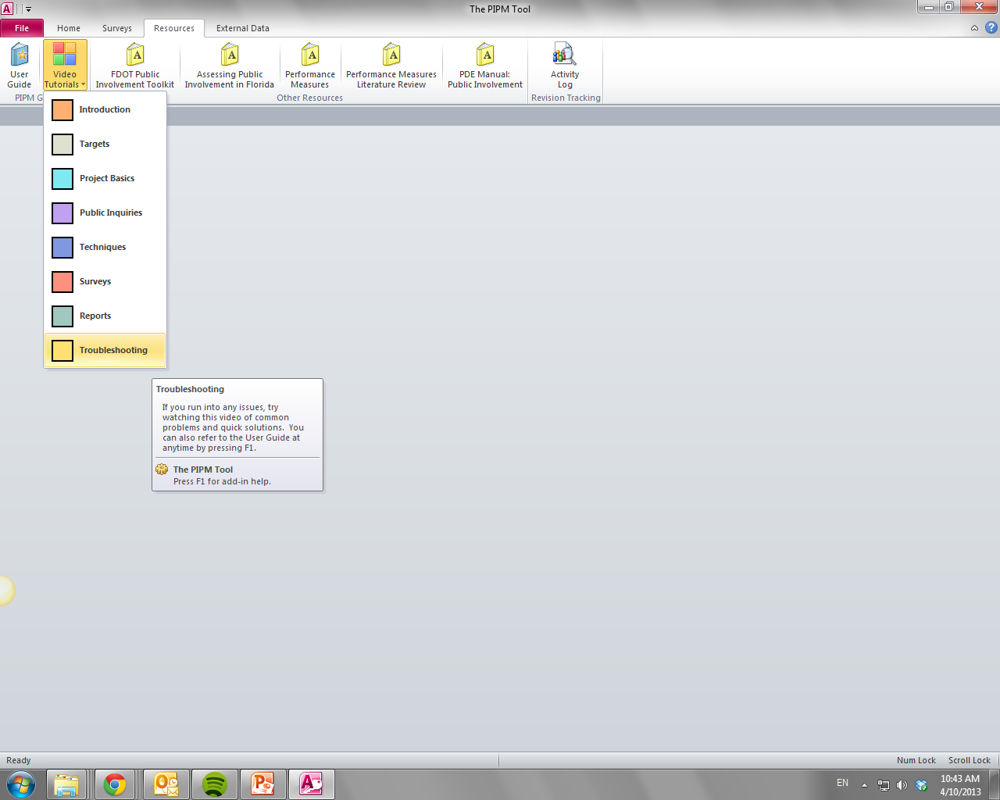 The PIPM Tool
File Home Surveys Resources External Data
User Guide
Video Tutorials
FDOT Public Involvement Toolkit
Assessing Public Involvement in Florida
Performance Measures
Performance Measures Literature Review
PDE Manual: Public Involvement
Activity Log
PIPM G
Other Resources
Revision Tracking
Introduction
Targets
Project Basics
Public Inquiries
Techniques
Surveys
Reports
Troubleshooting
Troubleshooting
If you run into any issues, try
watching this video of common
problems and quick solutions. You
can also refer to the User Guide at
anytime by pressing F1.
The PIPM Tool
Press F1 for add-in help.
Ready
Num Lock Scroll Lock
EN
10:43 AM
4/10/2013